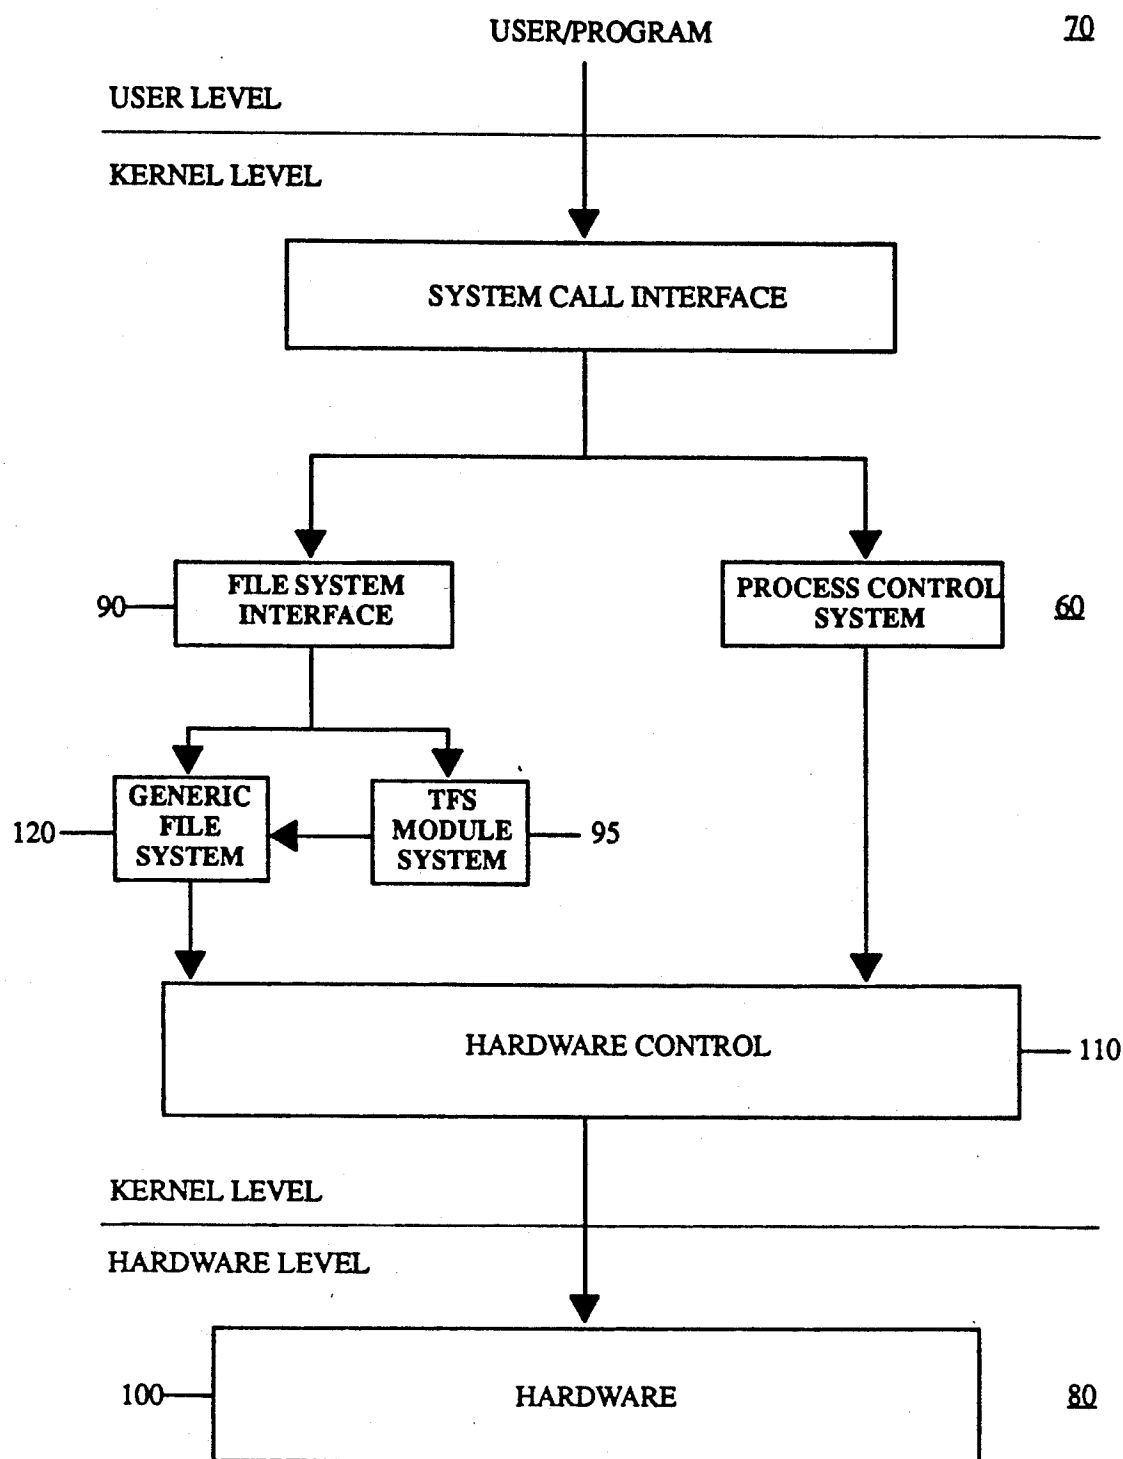 USER/PROGRAM
70
USER LEVEL
KERNEL LEVEL
SYSTEM CALL INTERFACE
FILE SYSTEM
INTERFACE
90
PROCESS CONTROL
SYSTEM
60
GENERIC
FILE
SYSTEM
120
TFS
MODULE
SYSTEM
95
HARDWARE CONTROL
110
KERNEL LEVEL
HARDWARE LEVEL
100
HARDWARE
80